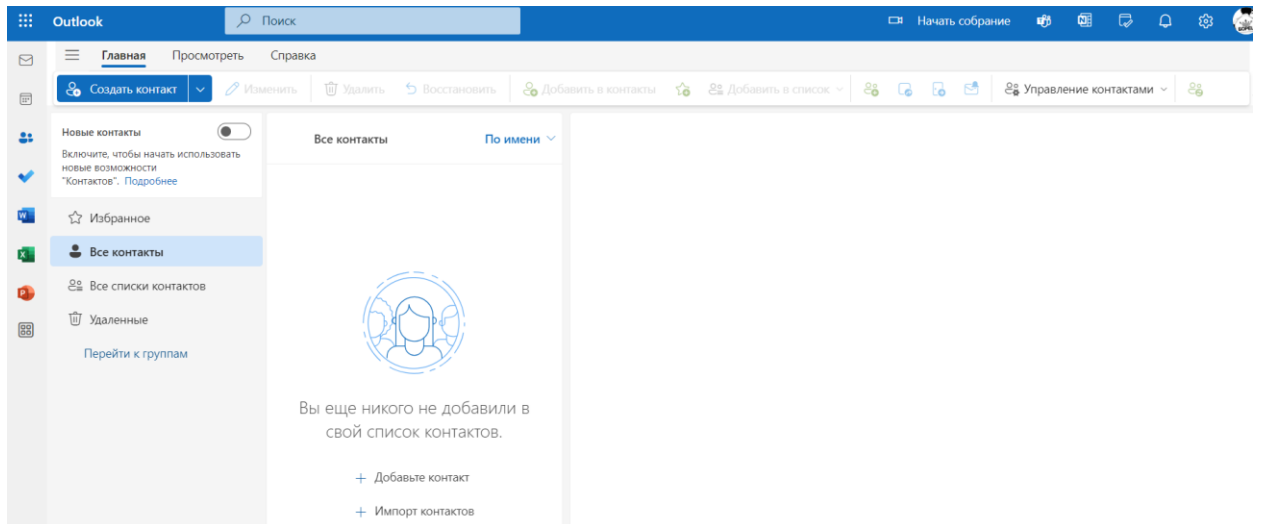 Outlook
Поиск
Начать собрание
Главная Просмотреть Справка
Создать контакт Изменить Удалить Восстановить Добавить в контакты Добавить в список Управление контактами
Новые контакты
Включите, чтобы начать использовать
новые возможности
"Контактов". Подробнее
Избранное
Все контакты
Все списки контактов
Удаленные
Перейти к группам
Все контакты По имени
Вы еще никого не добавили в
свой список контактов.
+ Добавьте контакт
+ Импорт контактов